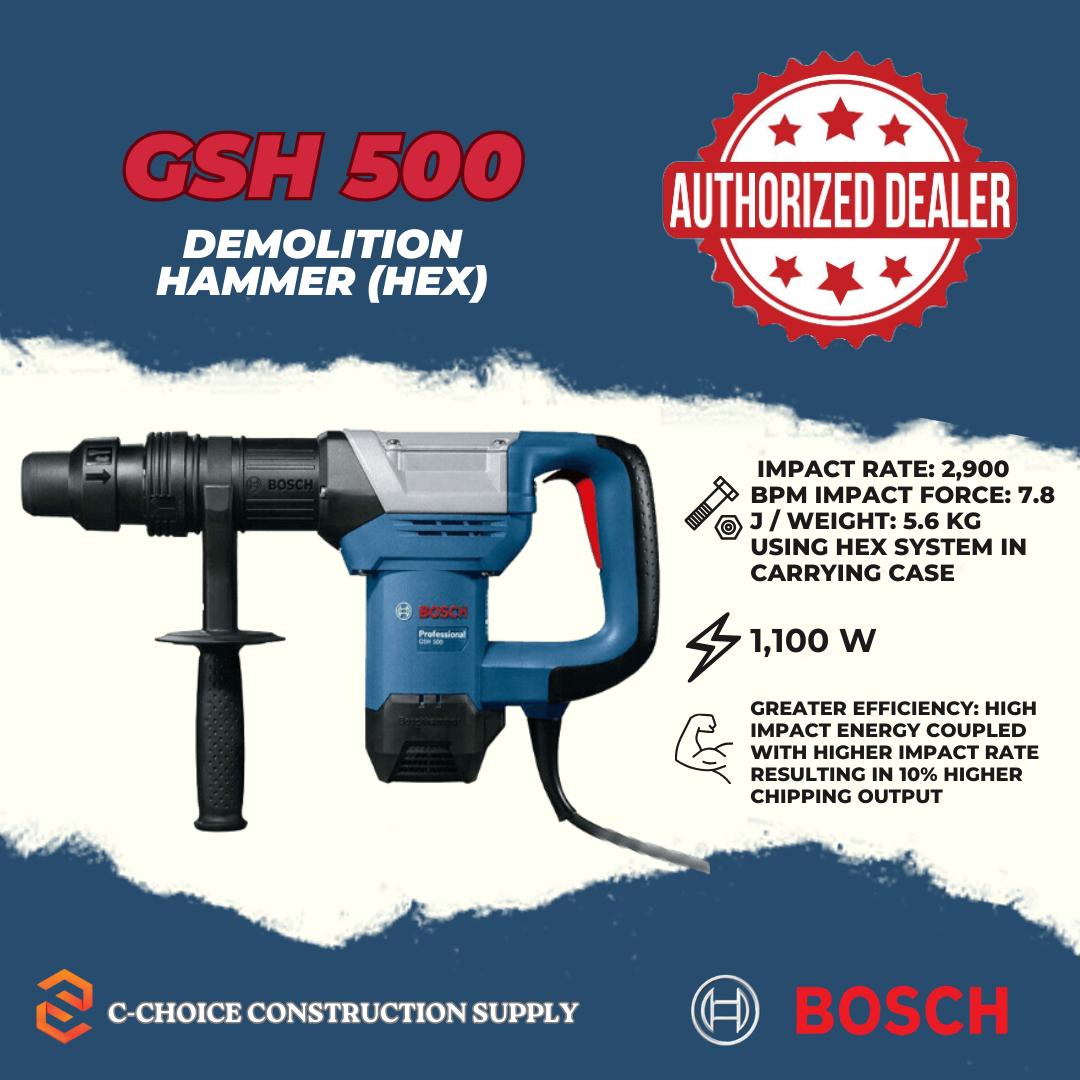 GSH 500
DEMOLITION
HAMMER (HEX)
AUTHORIZED DEALER
BOSCH
BOSCH
Professional
GSH 500
IMPACT RATE: 2,900
BPM IMPACT FORCE: 7.8
J / WEIGHT: 5.6 KG
USING HEX SYSTEM IN
CARRYING CASE
1,100 W
GREATER EFFICIENCY: HIGH
IMPACT ENERGY COUPLED
WITH HIGHER IMPACT RATE
RESULTING IN 10% HIGHER
CHIPPING OUTPUT
C-CHOICE CONSTRUCTION SUPPLY
BOSCH